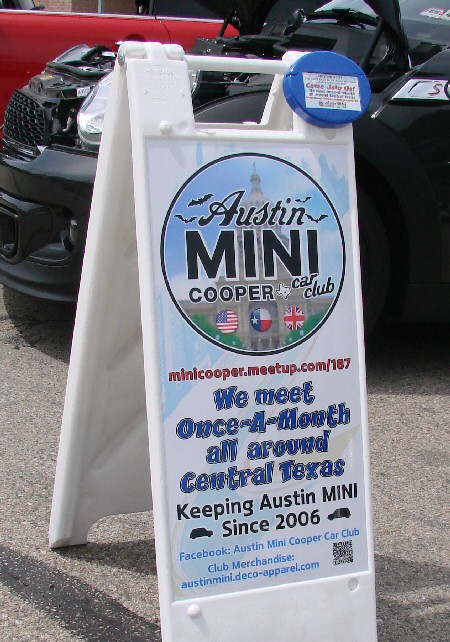 Come Join Us!
Austin
MINI
COOPER car
club
minicooper.meetup.com/187
We meet
Once-A-Month
all around
Central Texas
Keeping Austin MINI
Since 2006
Facebook: Austin Mini Cooper Car Club
Club Merchandise:
austinmini.deco-apparel.com